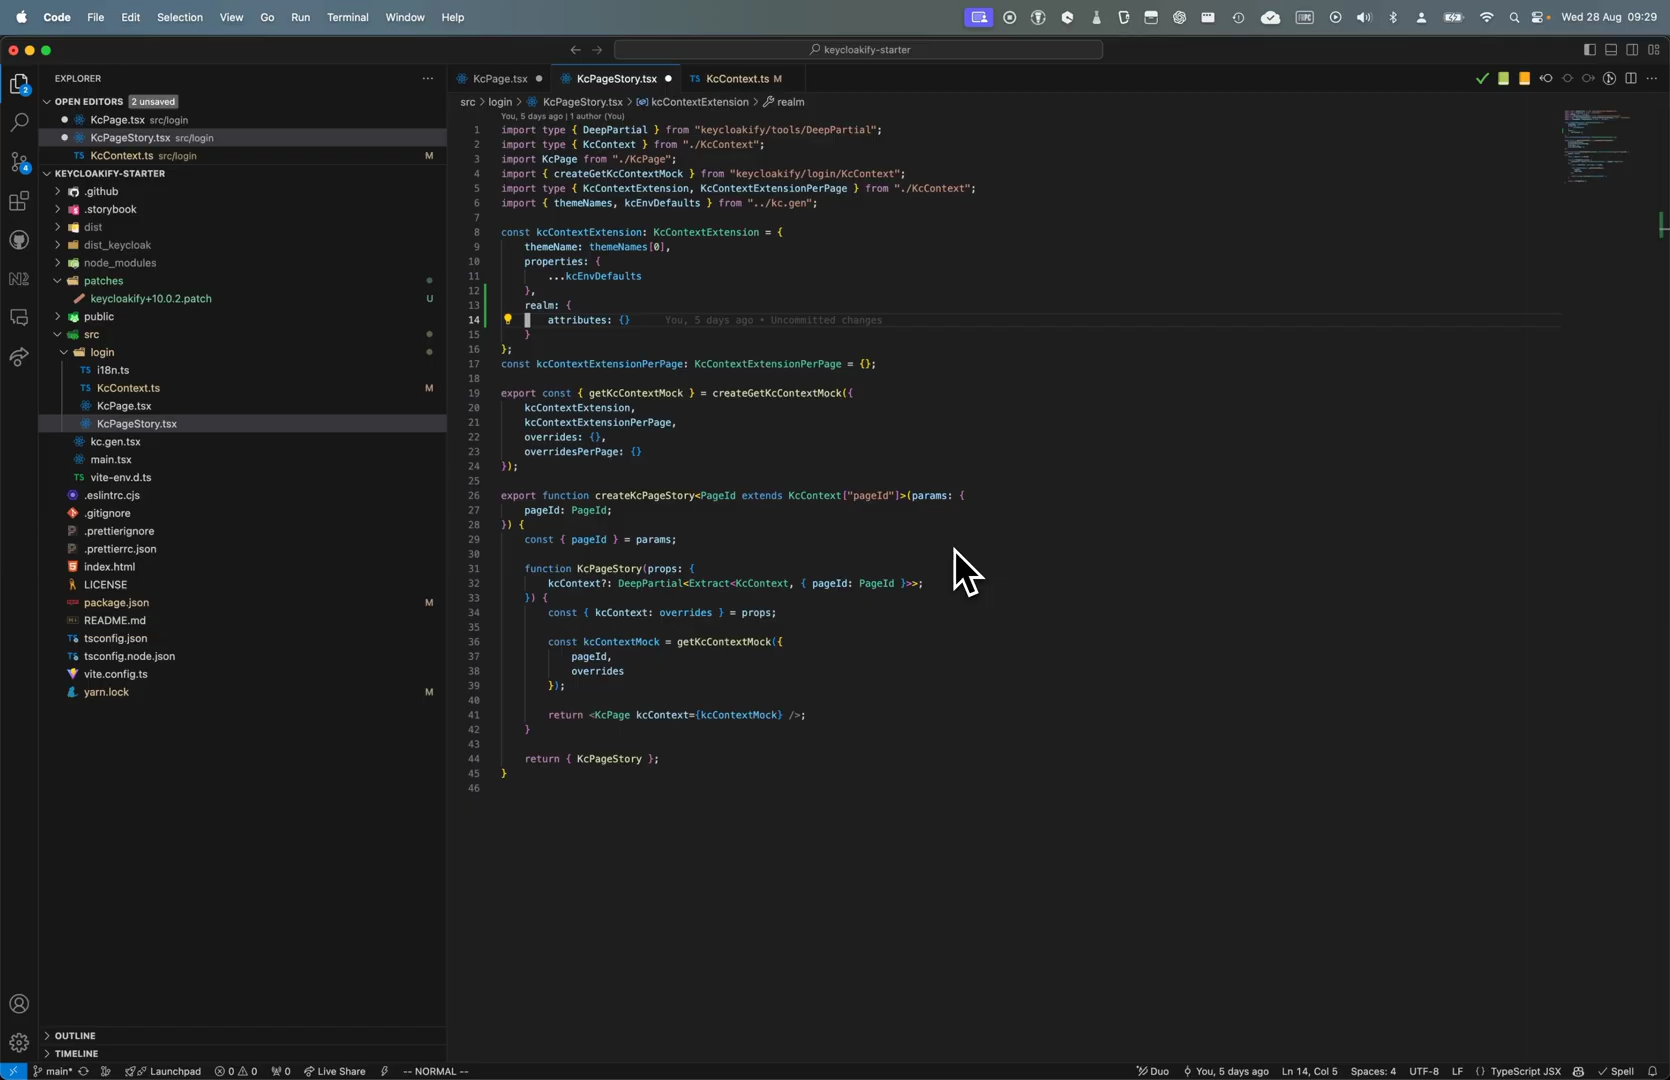 Code File Edit Selection View Go Run Terminal Window Help Wed 28 Aug 09:29
keycloakify-starter
EXPLORER
OPEN EDITORS 2 unsaved
KcPage.tsx src/login
KcPageStory.tsx src/login
KcContext.ts src/login M
KEYCLOAKIFY-STARTER
.github
.storybook
dist
dist_keycloak
node_modules
patches
keycloakify+10.0.2.patch U
public
src
login
TS i18n.ts
TS KcContext.ts M
KcPage.tsx
KcPageStory.tsx
kc.gen.tsx
main.tsx
TS vite-env.d.ts
.eslintrc.cjs
.gitignore
.prettierignore
.prettierrc.json
index.html
LICENSE
package.json M
README.md
tsconfig.json
tsconfig.node.json
vite.config.ts
yarn.lock M
OUTLINE
TIMELINE
KcPage.tsx KcPageStory.tsx TS KcContext.ts M
src > login > KcPageStory.tsx > kcContextExtension > realm
You, 5 days ago | 1 author (You)
1 import type { DeepPartial } from "keycloakify/tools/DeepPartial";
2 import type { KcContext } from "./KcContext";
3 import KcPage from "./KcPage";
4 import { createGetKcContextMock } from "keycloakify/login/KcContext";
5 import type { KcContextExtension, KcContextExtensionPerPage } from "./KcContext";
6 import { themeNames, kcEnvDefaults } from "../kc.gen";
7
8 const kcContextExtension: KcContextExtension = {
9 themeName: themeNames[0],
10 properties: {
11 ...kcEnvDefaults
12 },
13 realm: {
14 attributes: {} You, 5 days ago • Uncommitted changes
15 }
16 };
17 const kcContextExtensionPerPage: KcContextExtensionPerPage = {};
18
19 export const { getKcContextMock } = createGetKcContextMock({
20 kcContextExtension,
21 kcContextExtensionPerPage,
22 overrides: {},
23 overridesPerPage: {}
24 });
25
26 export function createKcPageStory<PageId extends KcContext["pageId"]>(params: {
27 pageId: PageId;
28 }) {
29 const { pageId } = params;
30
31 function KcPageStory(props: {
32 kcContext?: DeepPartial<Extract<KcContext, { pageId: PageId }>>;
33 }) {
34 const { kcContext: overrides } = props;
35
36 const kcContextMock = getKcContextMock({
37 pageId,
38 overrides
39 });
40
41 return <KcPage kcContext={kcContextMock} />;
42 }
43
44 return { KcPageStory };
45 }
46
main* Launchpad 0 0 0 Live Share -- NORMAL -- Duo You, 5 days ago Ln 14, Col 5 Spaces: 4 UTF-8 LF {} TypeScript JSX Spell